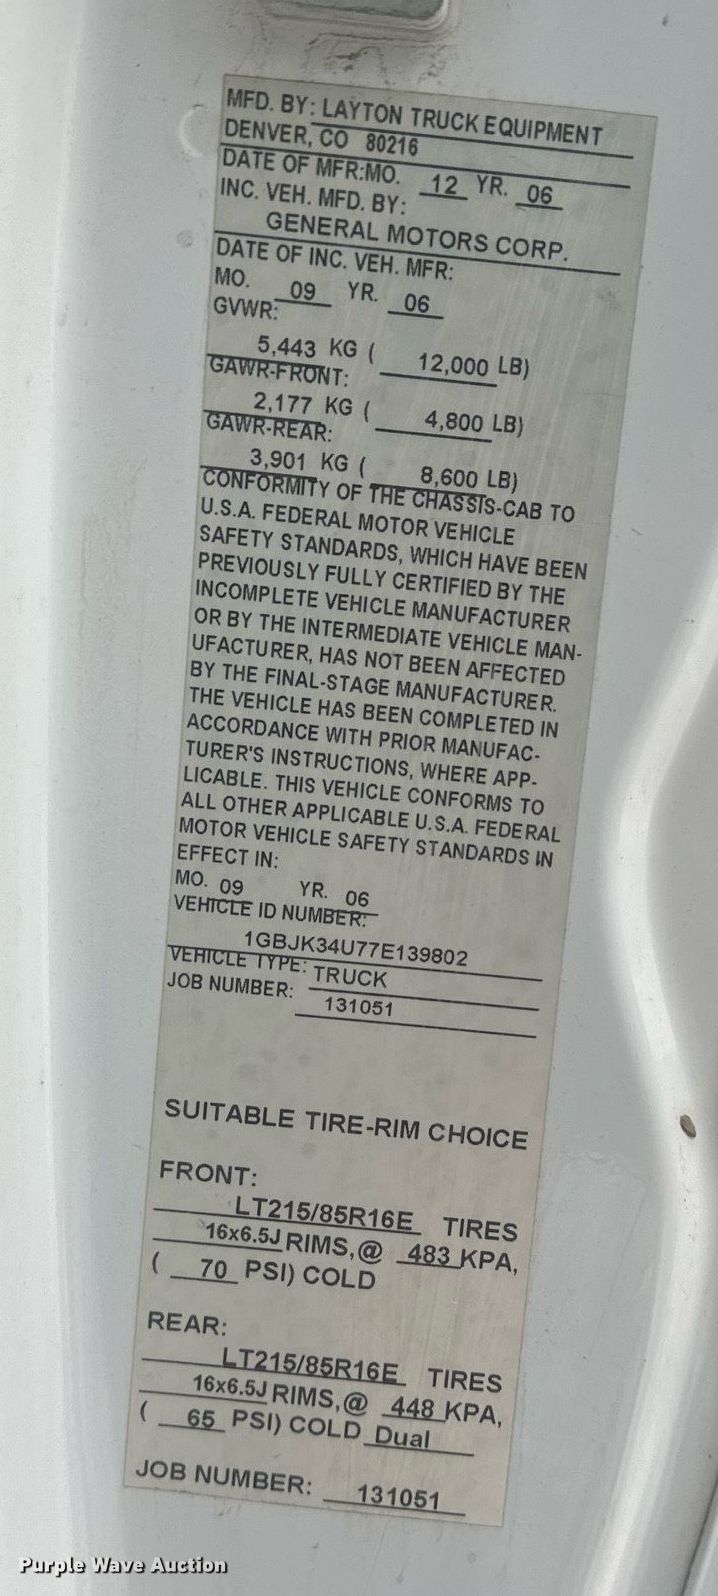 MFD. BY: LAYTON TRUCK EQUIPMENT
DENVER, CO 80216
DATE OF MFR:MO. 12 YR. 06
INC. VEH. MFD. BY:
GENERAL MOTORS CORP.
DATE OF INC. VEH. MFR:
MO. 09 YR. 06
GVWR:
5,443 KG ( 12,000 LB)
GAWR-FRONT:
2,177 KG ( 4,800 LB)
GAWR-REAR:
3,901 KG ( 8,600 LB)
CONFORMITY OF THE CHASSIS-CAB TO
U.S.A. FEDERAL MOTOR VEHICLE
SAFETY STANDARDS, WHICH HAVE BEEN
PREVIOUSLY FULLY CERTIFIED BY THE
INCOMPLETE VEHICLE MANUFACTURER
OR BY THE INTERMEDIATE VEHICLE MAN-
UFACTURER, HAS NOT BEEN AFFECTED
BY THE FINAL-STAGE MANUFACTURER.
THE VEHICLE HAS BEEN COMPLETED IN
ACCORDANCE WITH PRIOR MANUFAC-
TURER'S INSTRUCTIONS, WHERE APP-
LICABLE. THIS VEHICLE CONFORMS TO
ALL OTHER APPLICABLE U.S.A. FEDERAL
MOTOR VEHICLE SAFETY STANDARDS IN
EFFECT IN:
MO. 09 YR. 06
VEHICLE ID NUMBER:
1GBJK34U77E139802
VEHICLE TYPE: TRUCK
JOB NUMBER: 131051
SUITABLE TIRE-RIM CHOICE
FRONT:
LT215/85R16E TIRES
16x6.5J RIMS,@ 483 KPA,
( 70 PSI) COLD
REAR:
LT215/85R16E TIRES
16x6.5J RIMS,@ 448 KPA,
( 65 PSI) COLD Dual
JOB NUMBER: 131051
Purple Wave Auction